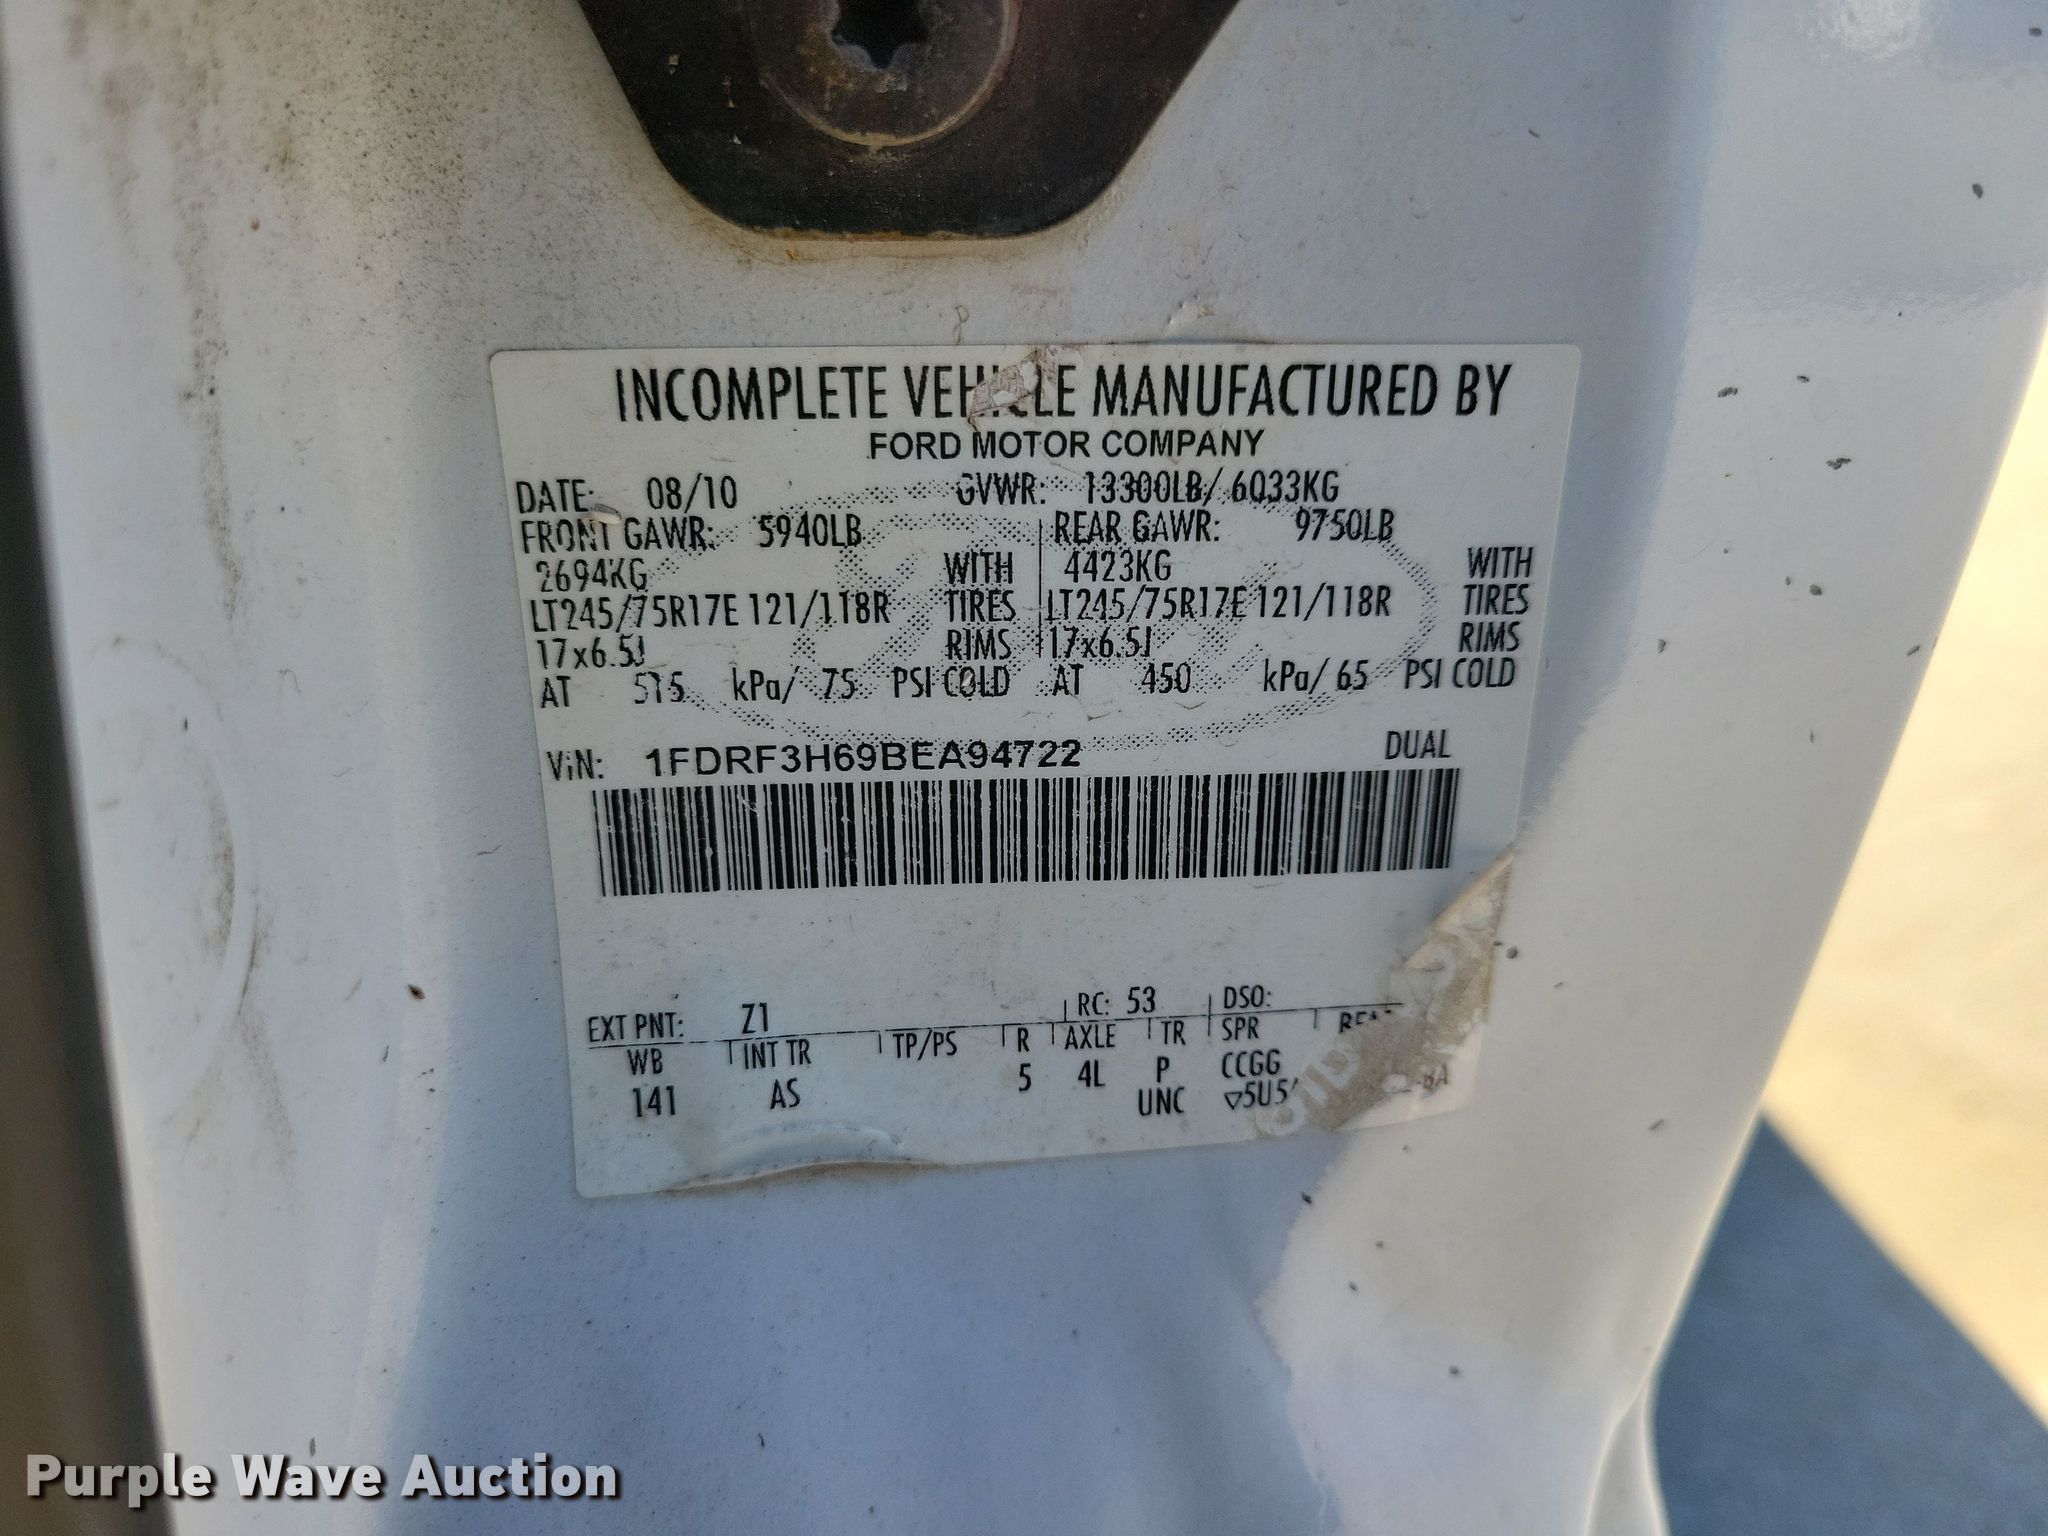 INCOMPLETE VEHICLE MANUFACTURED BY
FORD MOTOR COMPANY
DATE: 08/10 GVWR: 13300LB/ 6033KG
FRONT GAWR: 5940LB REAR GAWR: 9750LB
2694KG WITH 4423KG WITH
LT245/75R17E 121/118R TIRES LT245/75R17E 121/118R TIRES
17x6.5J RIMS 17x6.5J RIMS
AT 515 kPa/ 75 PSI COLD AT 450 kPa/ 65 PSI COLD
VIN: 1FDRF3H69BEA94722 DUAL
EXT PNT: Z1 RC: 53 DSO:
WB INT TR TP/PS R AXLE TR SPR
141 AS 5 4L P CCGG
UNC
Purple Wave Auction